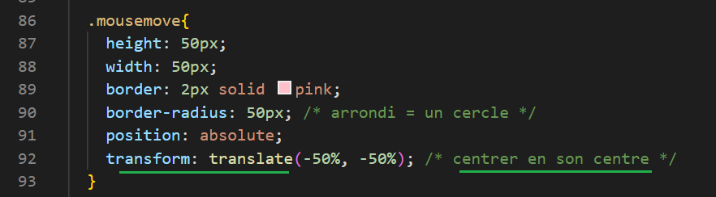 86 .mousemove{
87 height: 50px;
88 width: 50px;
89 border: 2px solid pink;
90 border-radius: 50px; /* arrondi = un cercle */
91 position: absolute;
92 transform: translate(-50%, -50%); /* centrer en son centre */
93 }